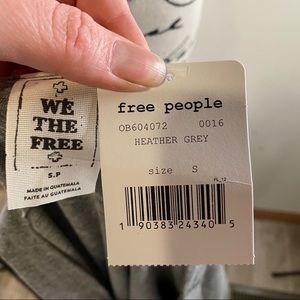 WE
THE
FREE
S.P
MADE IN GUATEMALA
FAITE AU GUATEMALA
free people
OB604072 0016
HEATHER GREY
size S
PL_12
1 90383 24340 5